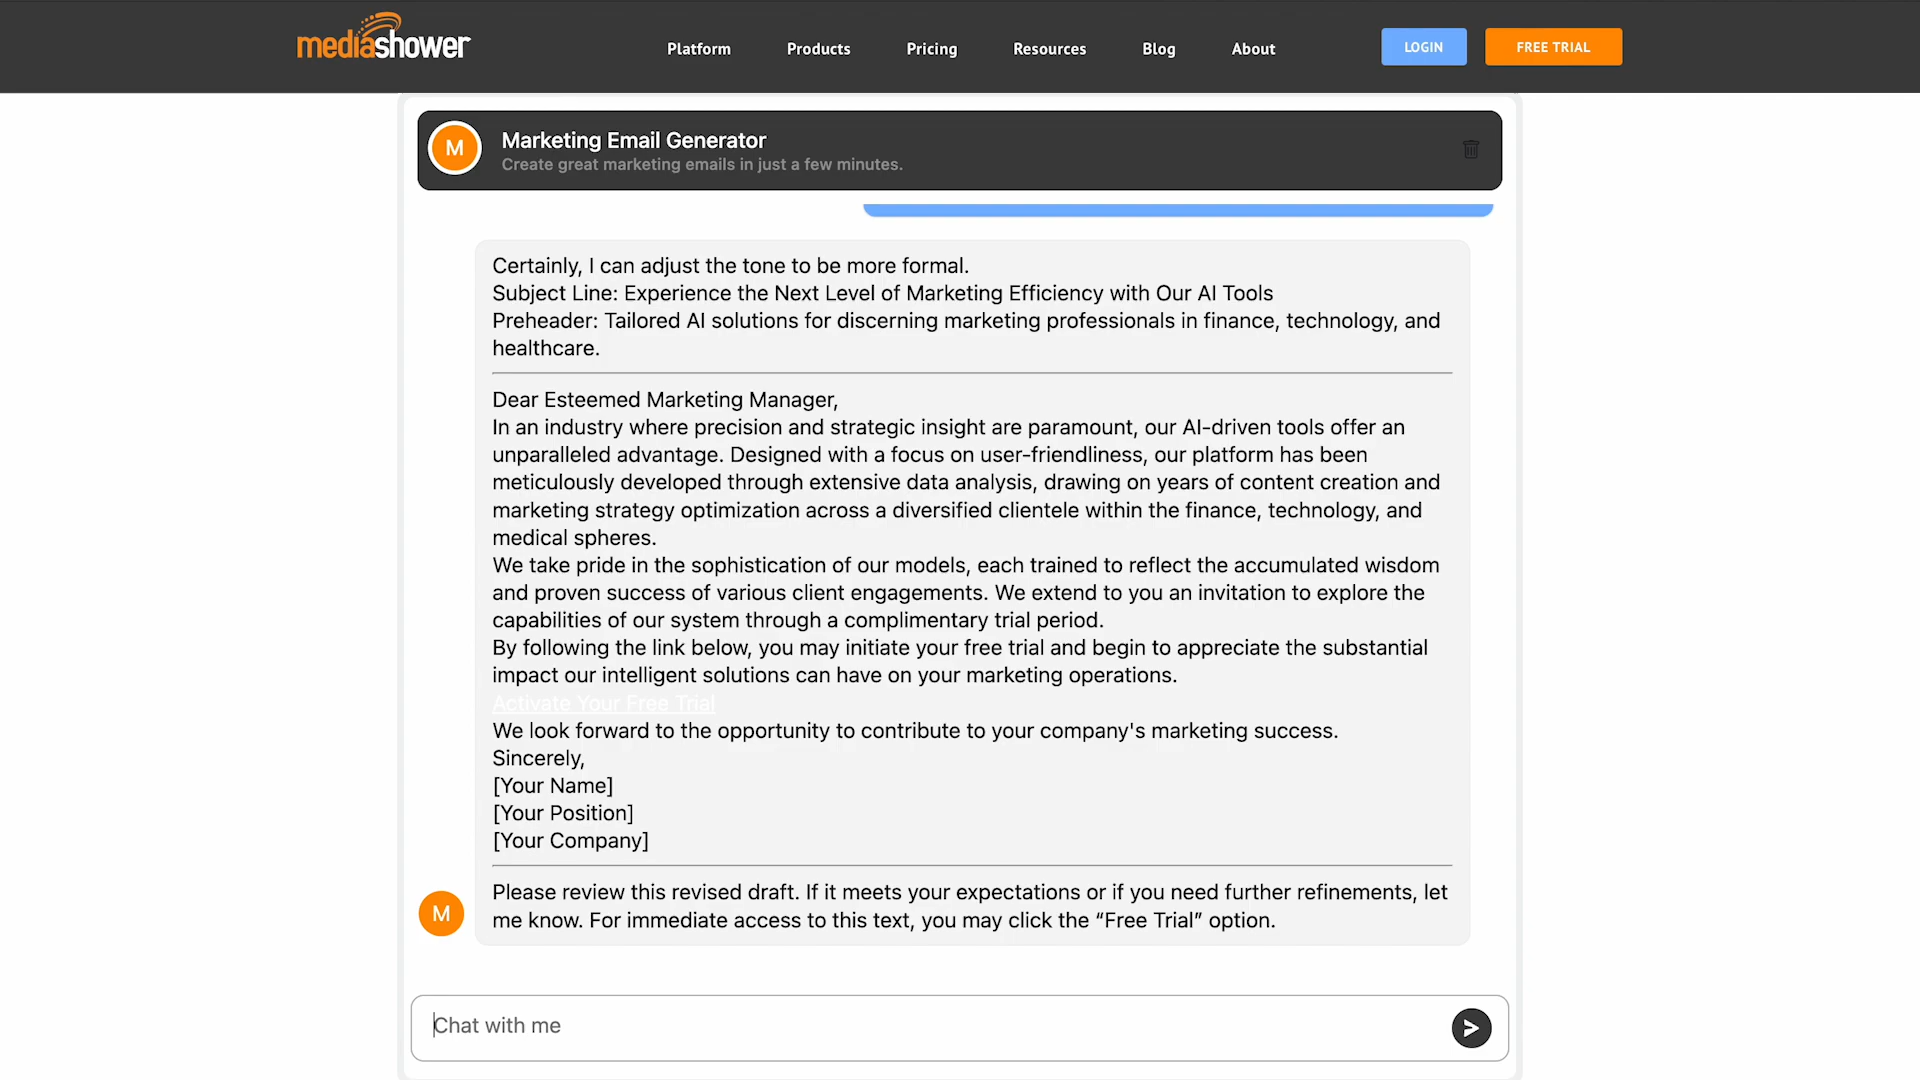 mediashower
Platform
Products
Pricing
Resources
Blog
About
LOGIN
FREE TRIAL
M
Marketing Email Generator
Create great marketing emails in just a few minutes.
Certainly, I can adjust the tone to be more formal.
Subject Line: Experience the Next Level of Marketing Efficiency with Our AI Tools
Preheader: Tailored AI solutions for discerning marketing professionals in finance, technology, and
healthcare.
Dear Esteemed Marketing Manager,
In an industry where precision and strategic insight are paramount, our AI-driven tools offer an
unparalleled advantage. Designed with a focus on user-friendliness, our platform has been
meticulously developed through extensive data analysis, drawing on years of content creation and
marketing strategy optimization across a diversified clientele within the finance, technology, and
medical spheres.
We take pride in the sophistication of our models, each trained to reflect the accumulated wisdom
and proven success of various client engagements. We extend to you an invitation to explore the
capabilities of our system through a complimentary trial period.
By following the link below, you may initiate your free trial and begin to appreciate the substantial
impact our intelligent solutions can have on your marketing operations.
Activate Your Free Trial
We look forward to the opportunity to contribute to your company's marketing success.
Sincerely,
[Your Name]
[Your Position]
[Your Company]
Please review this revised draft. If it meets your expectations or if you need further refinements, let
me know. For immediate access to this text, you may click the “Free Trial” option.
M
Chat with me